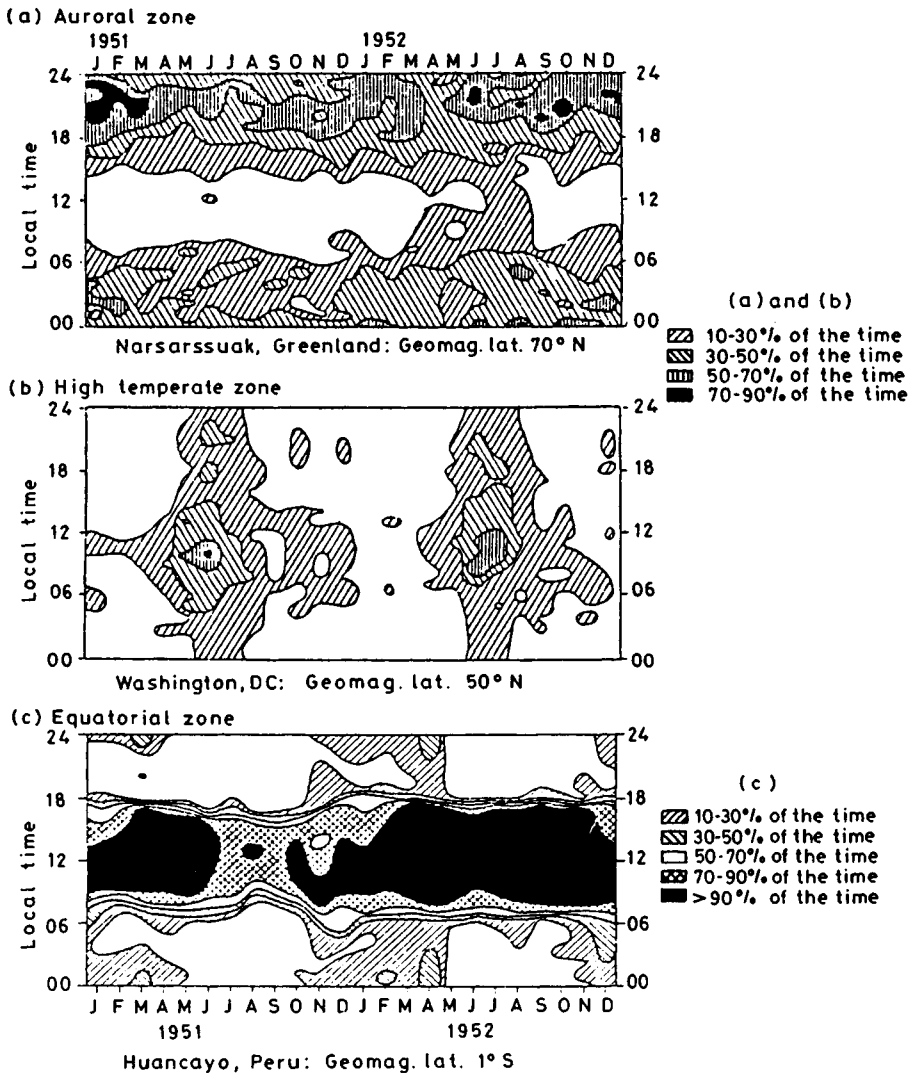 (a) Auroral zone
1951 1952
J F M A M J J A S O N D J F M A M J J A S O N D
24 24
18 18
12 12
06 06
00 00
Local time
Narsarssuak, Greenland: Geomag. lat. 70° N
(a) and (b)
10-30% of the time
30-50% of the time
50-70% of the time
70-90% of the time
(b) High temperate zone
24 24
18 18
12 12
06 06
00 00
Local time
Washington, DC: Geomag. lat. 50° N
(c) Equatorial zone
24 24
18 18
12 12
06 06
00 00
Local time
(c)
10-30% of the time
30-50% of the time
50-70% of the time
70-90% of the time
>90% of the time
J F M A M J J A S O N D J F M A M J J A S O N D
1951 1952
Huancayo, Peru: Geomag. lat. 1° S